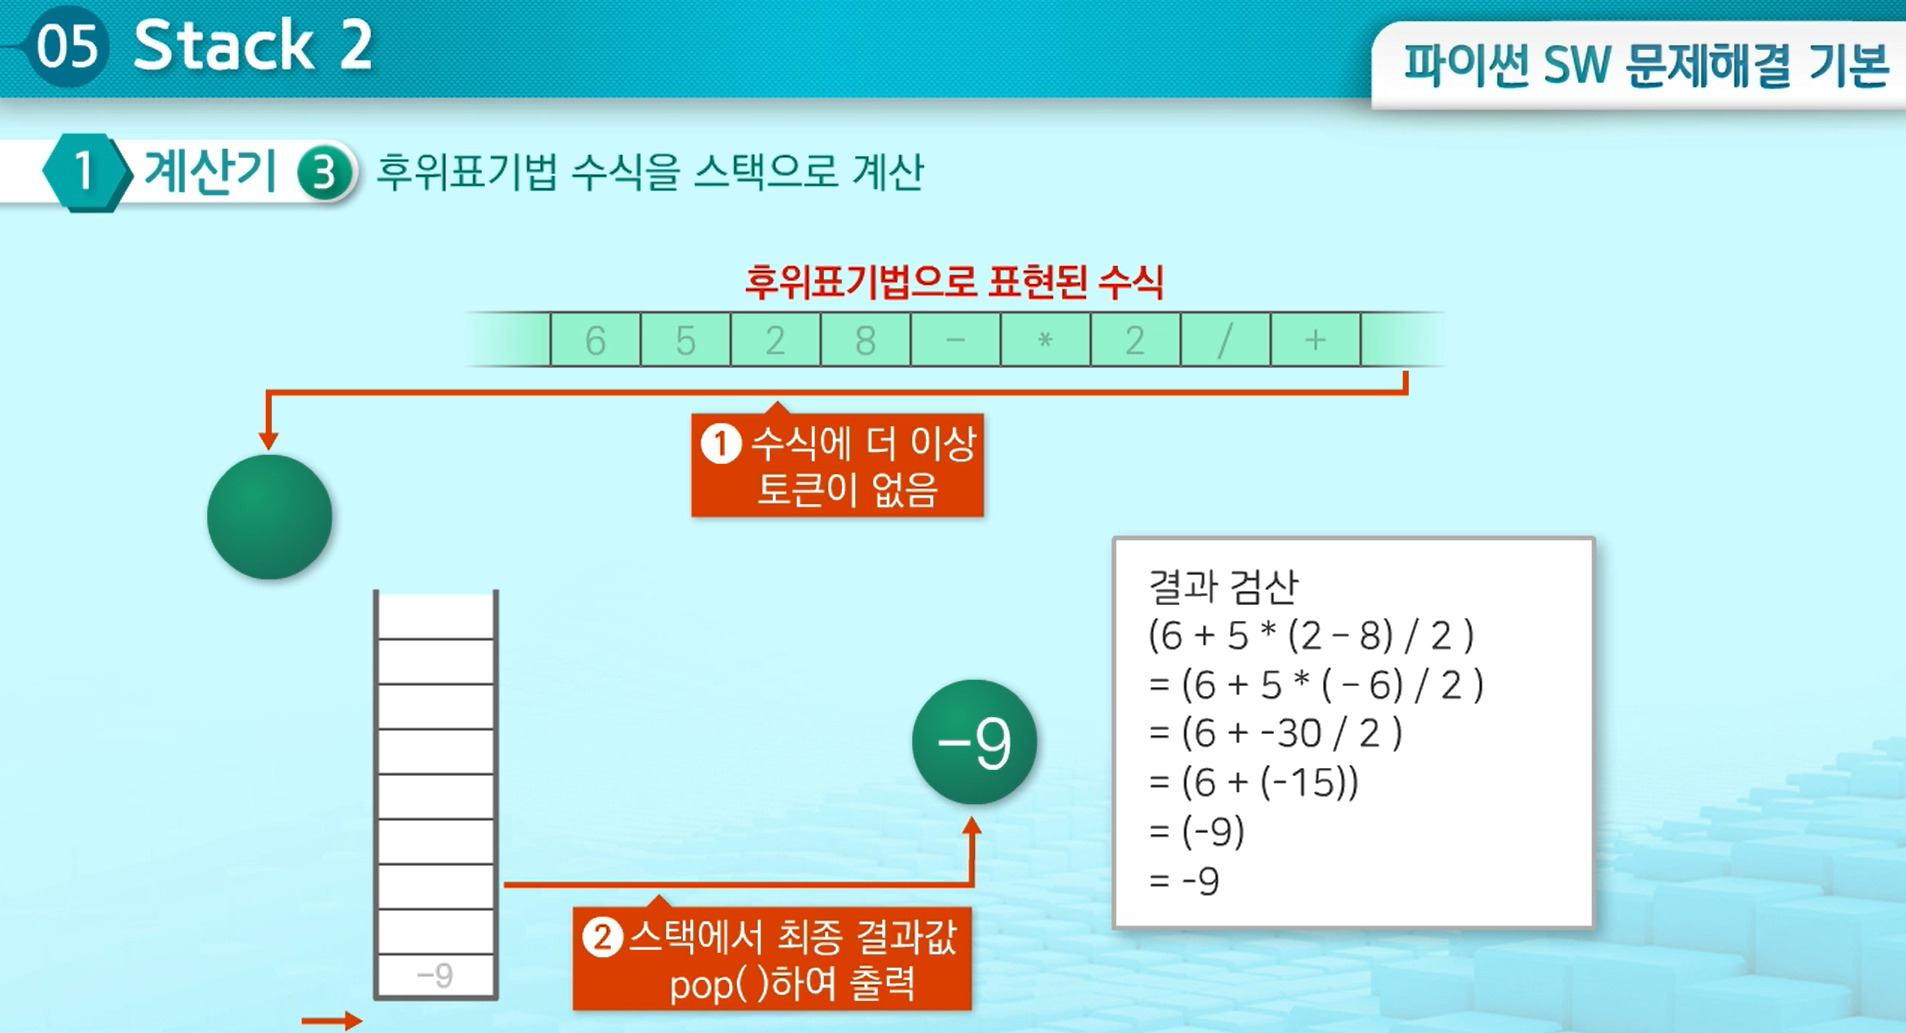 05 Stack 2
파이썬 SW 문제해결 기본
1 계산기 3 후위표기법 수식을 스택으로 계산
후위표기법으로 표현된 수식
6 5 2 8 - * 2 / +
1 수식에 더 이상
토큰이 없음
결과 검산
(6 + 5 * (2 - 8) / 2 )
= (6 + 5 * ( - 6) / 2 )
= (6 + -30 / 2 )
= (6 + (-15))
= (-9)
= -9
-9
2 스택에서 최종 결과값
pop( )하여 출력
-9